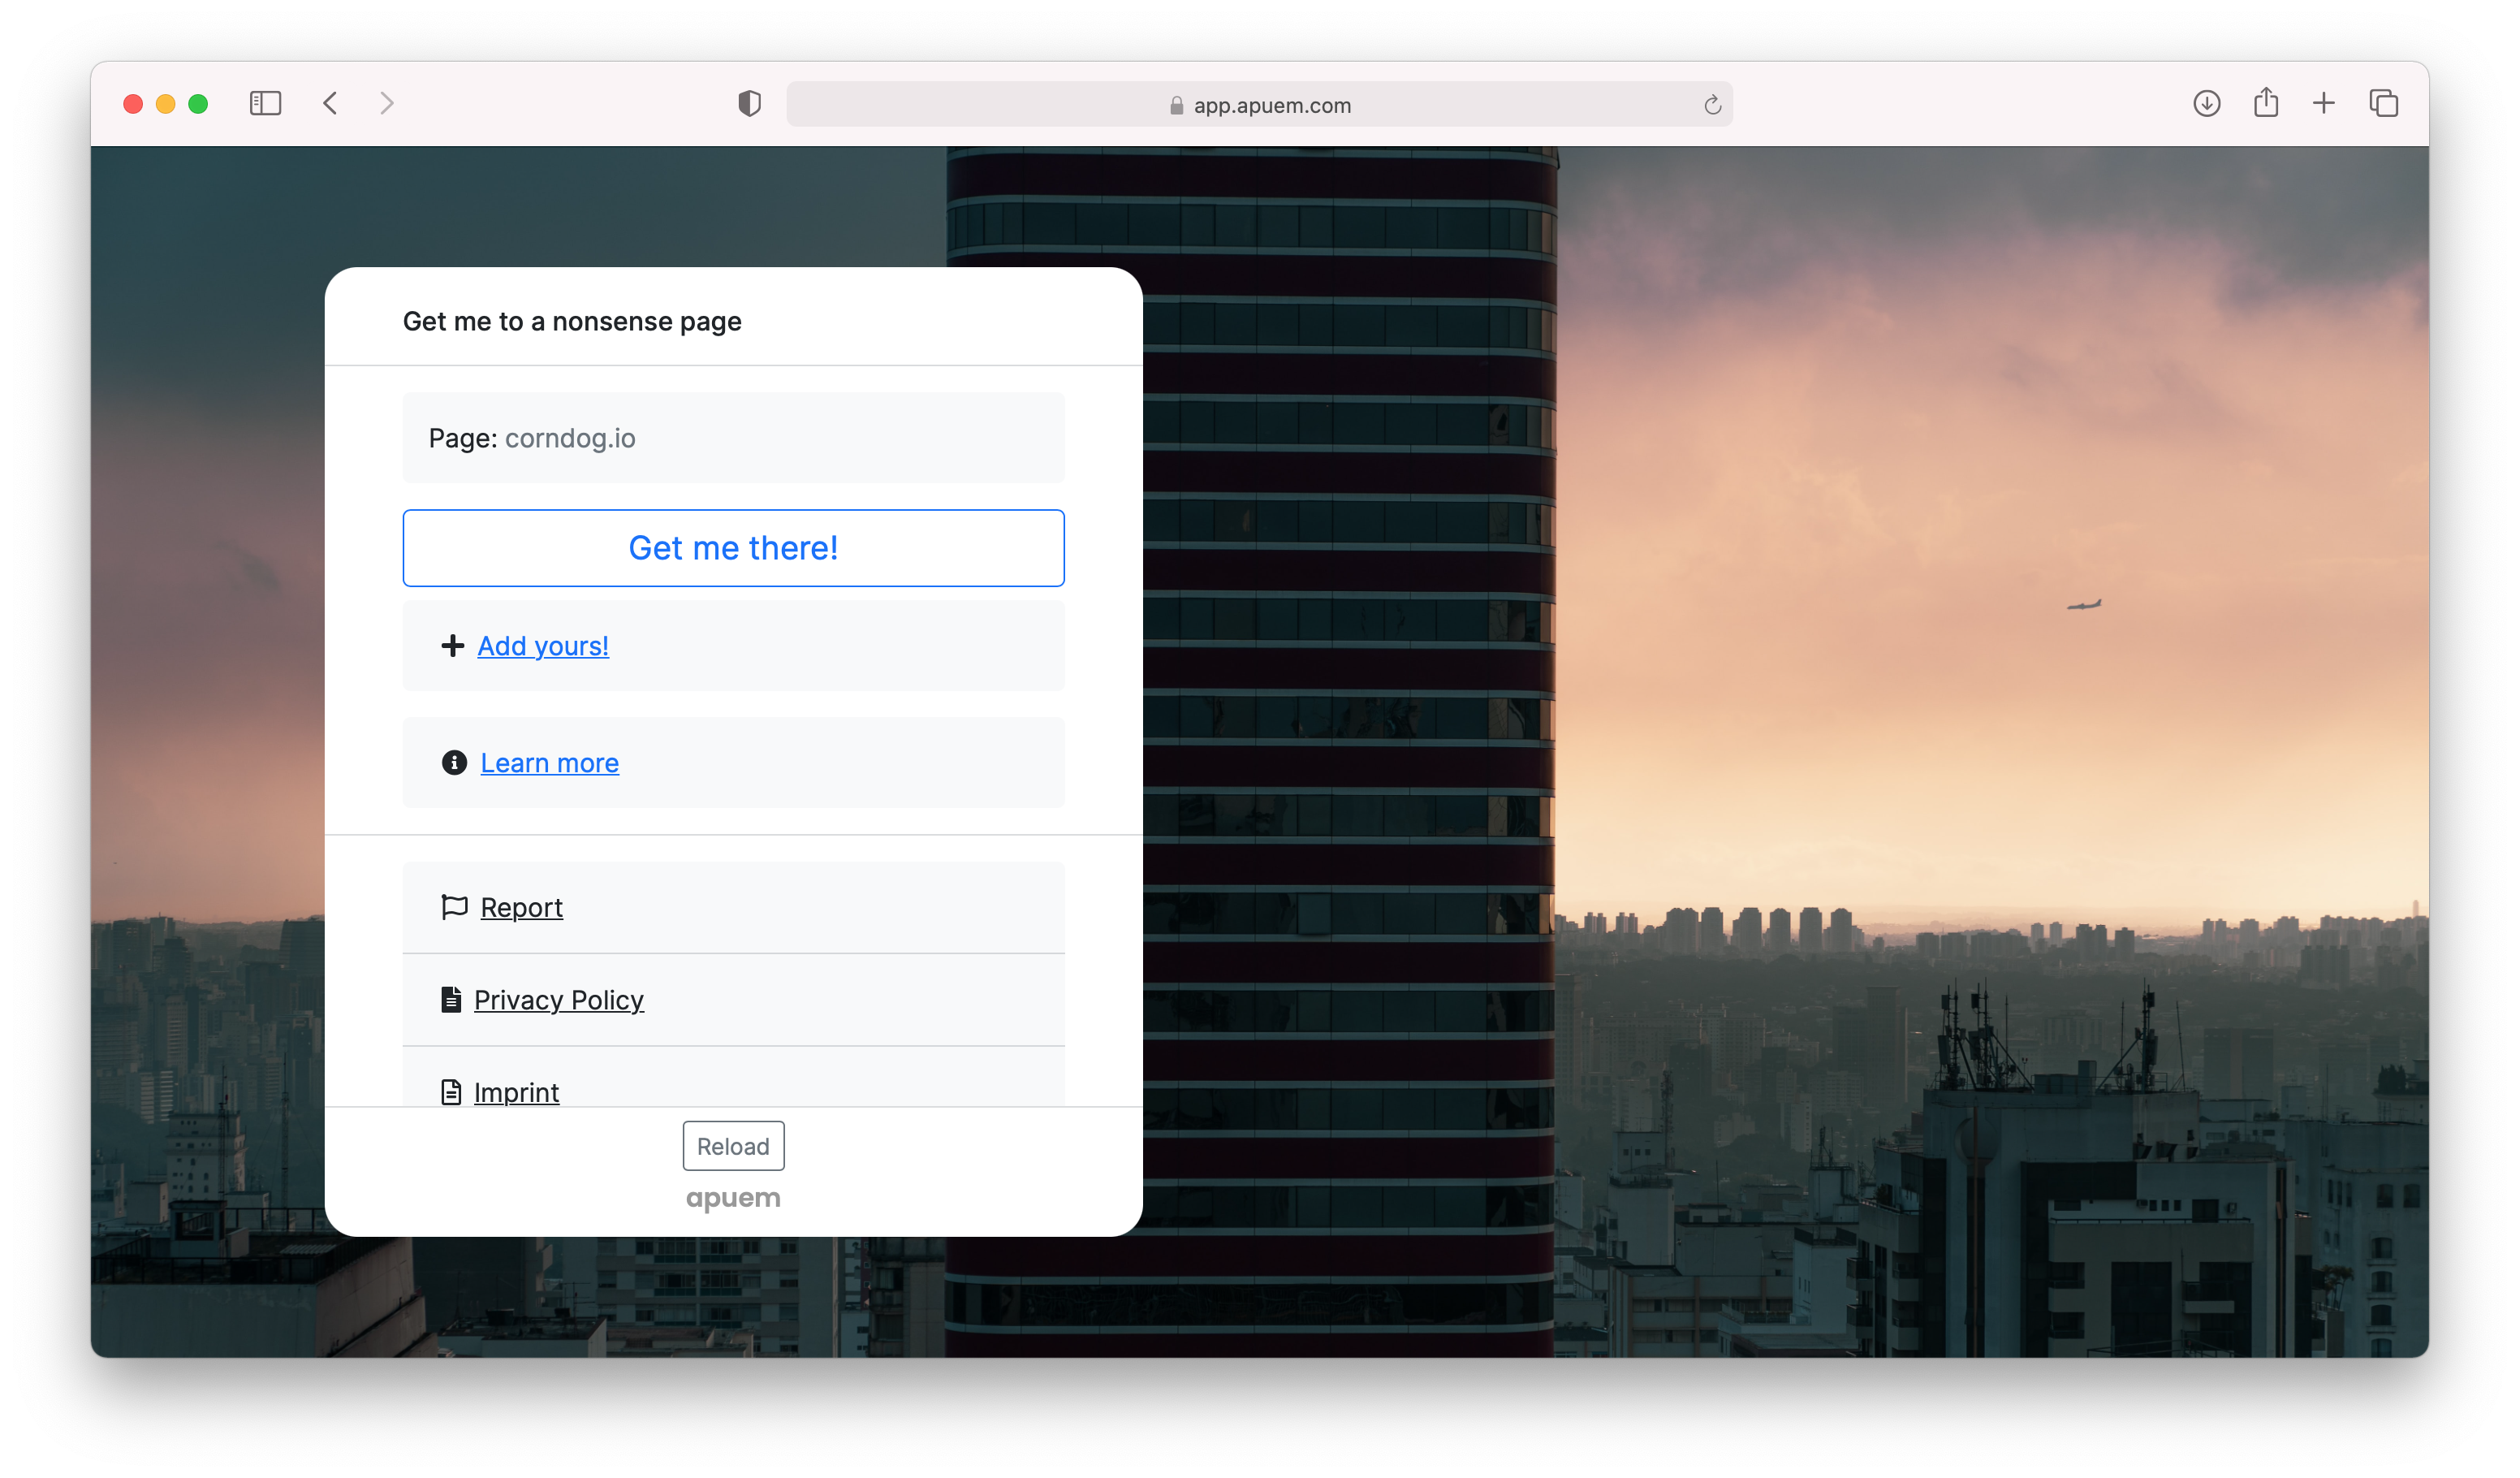 app.apuem.com
Get me to a nonsense page
Page: corndog.io
Get me there!
Add yours!
Learn more
Report
Privacy Policy
Imprint
Reload
apuem